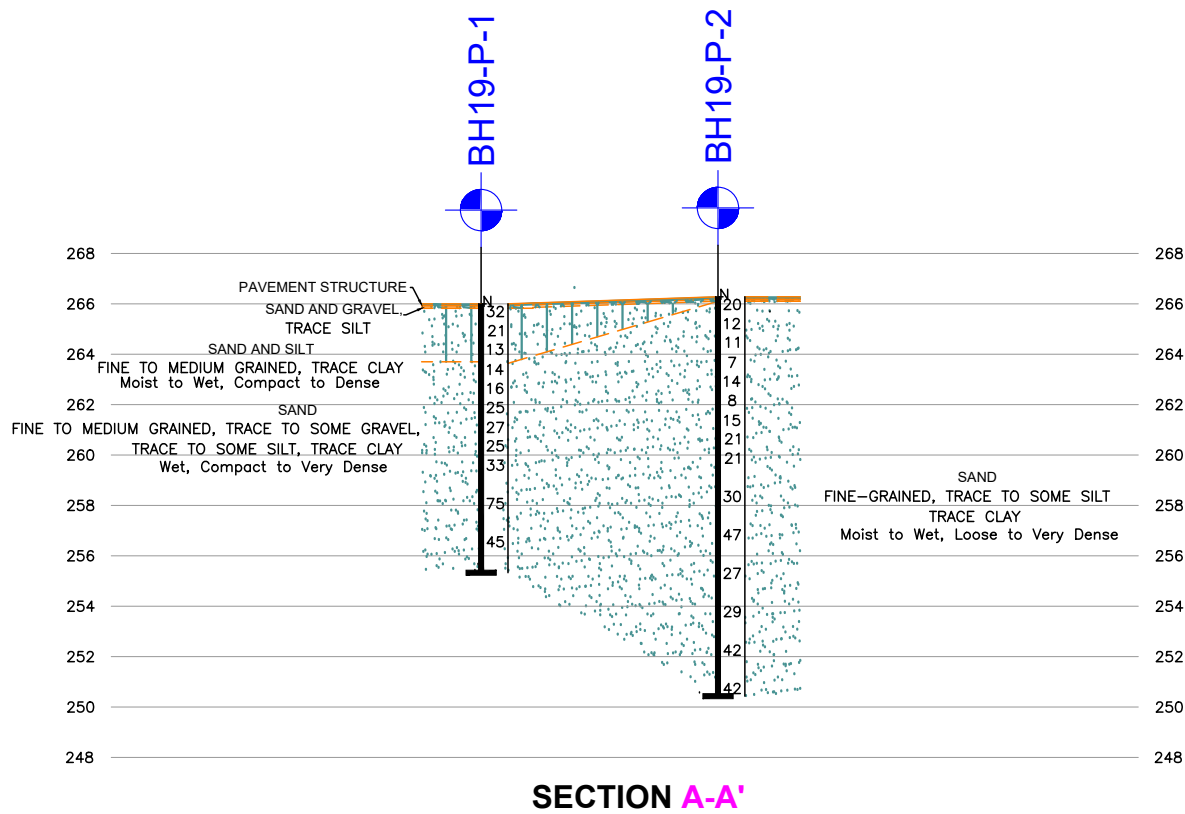 BH19-P-1
BH19-P-2
268
268
PAVEMENT STRUCTURE
266
266
SAND AND GRAVEL,
TRACE SILT
SAND AND SILT
264
264
FINE TO MEDIUM GRAINED, TRACE CLAY
Moist to Wet, Compact to Dense
262
262
SAND
FINE TO MEDIUM GRAINED, TRACE TO SOME GRAVEL,
TRACE TO SOME SILT, TRACE CLAY
260
260
Wet, Compact to Very Dense
N
32
21
13
14
16
25
27
25
33
75
45
N
20
12
11
7
14
8
15
21
21
30
47
27
29
42
42
SAND
FINE-GRAINED, TRACE TO SOME SILT
TRACE CLAY
Moist to Wet, Loose to Very Dense
258
258
256
256
254
254
252
252
250
250
248
248
SECTION A-A'